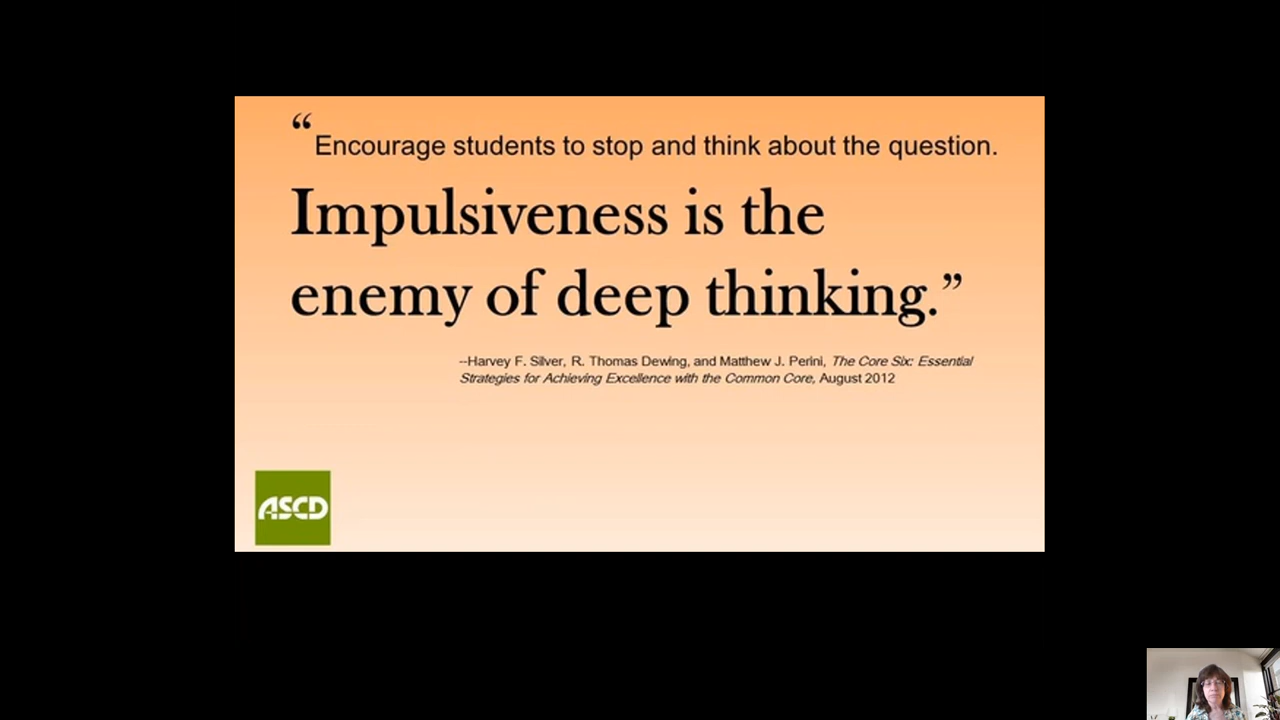 “Encourage students to stop and think about the question.
Impulsiveness is the
enemy of deep thinking.”
--Harvey F. Silver, R. Thomas Dewing, and Matthew J. Perini, The Core Six: Essential
Strategies for Achieving Excellence with the Common Core, August 2012
ASCD